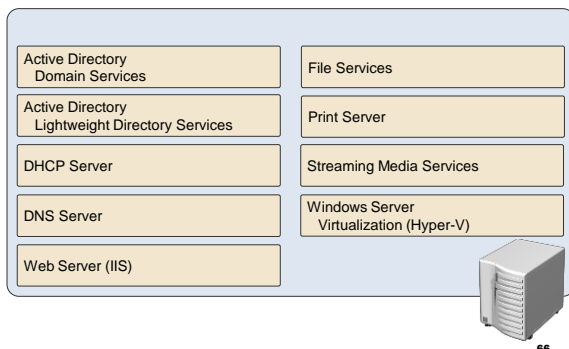 Active Directory
Domain Services
Active Directory
Lightweight Directory Services
DHCP Server
DNS Server
Web Server (IIS)
File Services
Print Server
Streaming Media Services
Windows Server
Virtualization (Hyper-V)
66